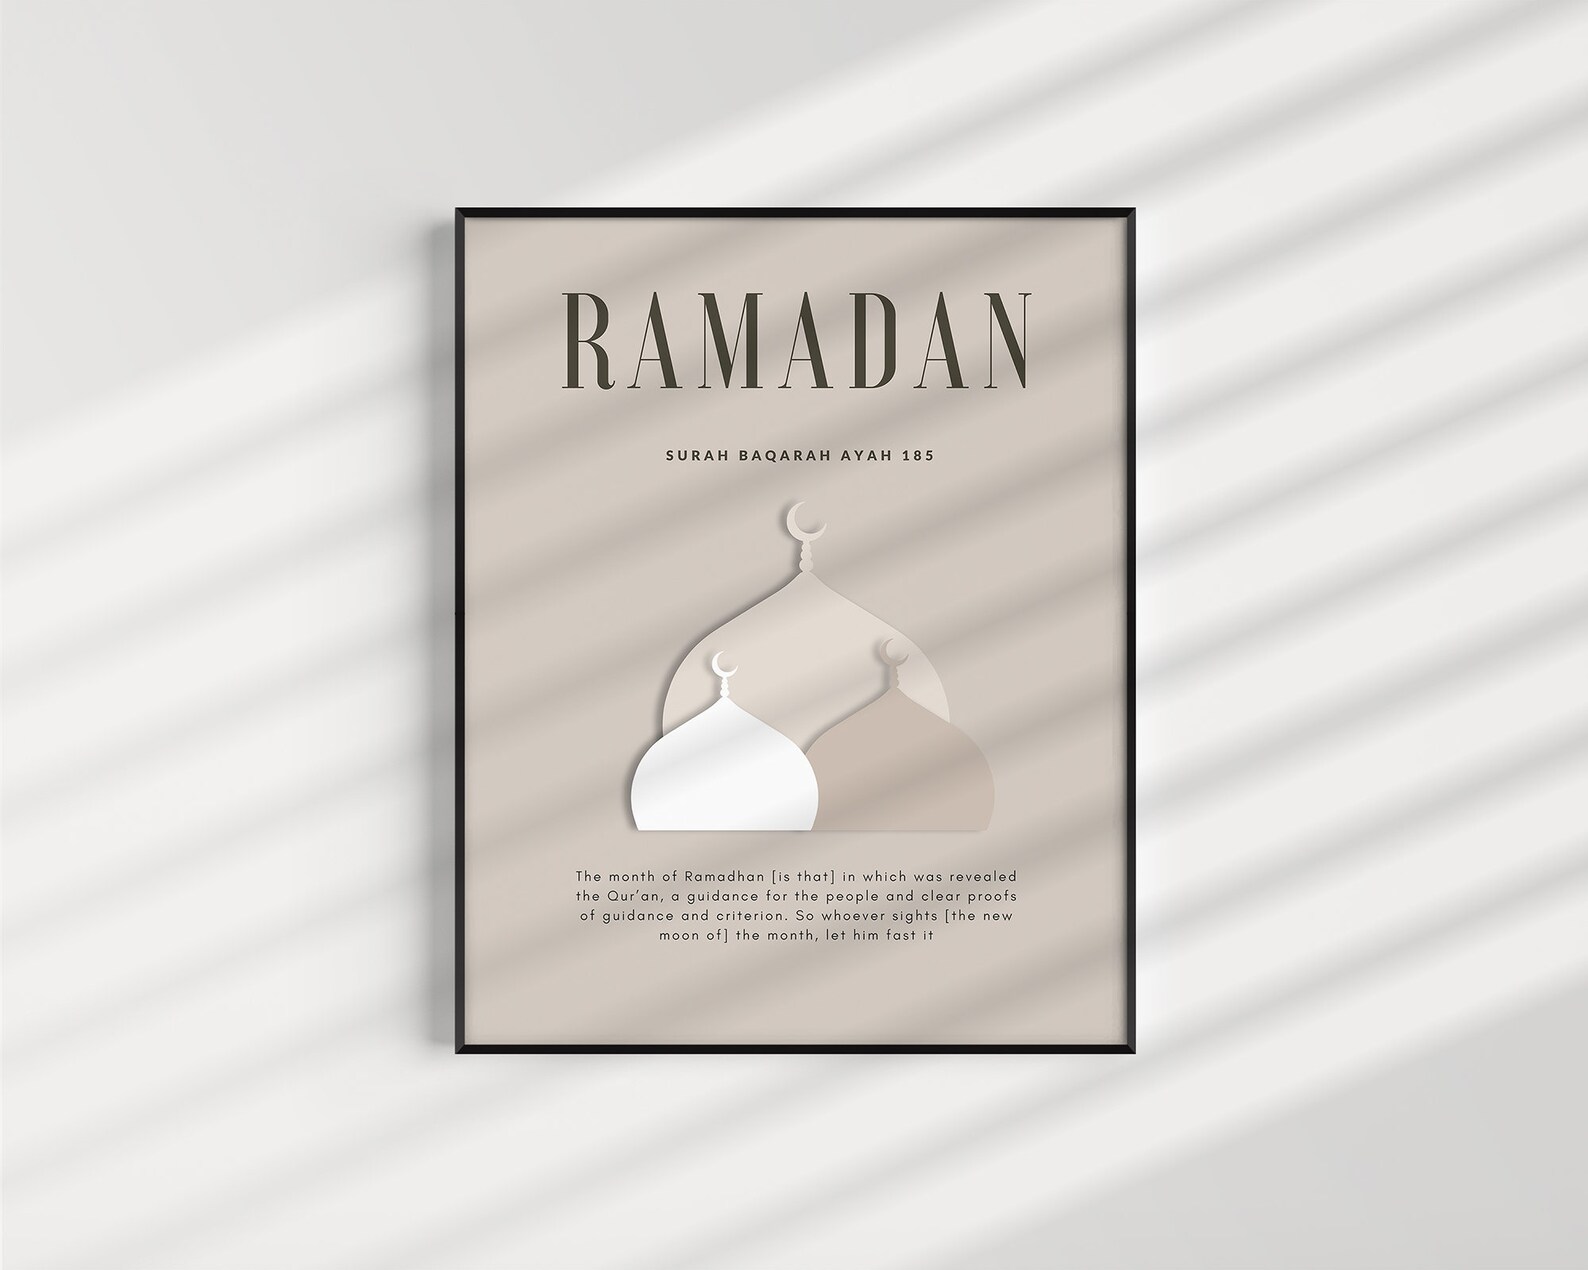 RAMADAN
SURAH BAQARAH AYAH 185
The month of Ramadhan [is that] in which was revealed
the Qur'an, a guidance for the people and clear proofs
of guidance and criterion. So whoever sights [the new
moon of] the month, let him fast it